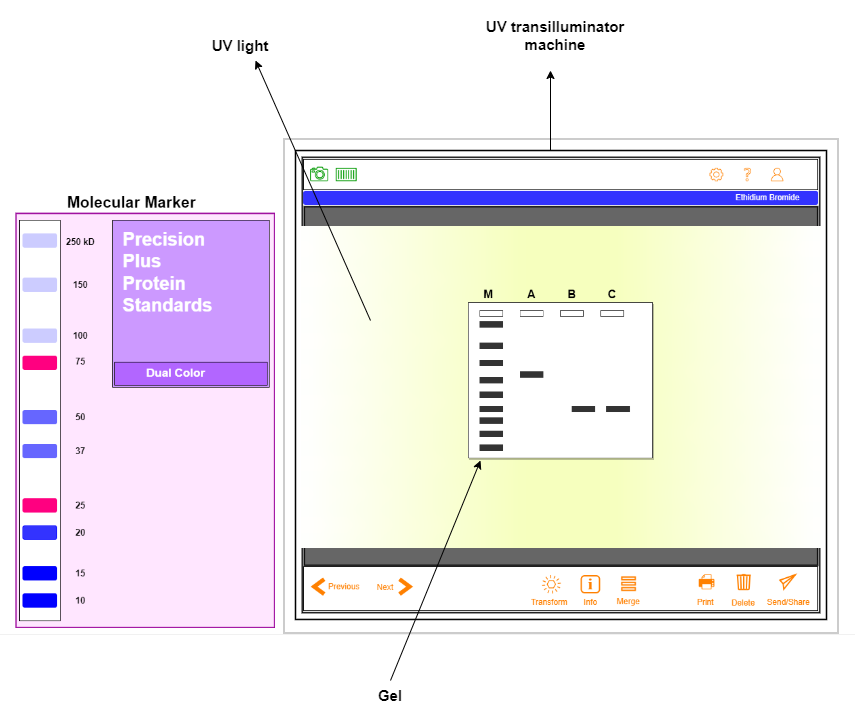 UV transilluminator
machine
UV light
Ethidium Bromide
Molecular Marker
250 kD
150
100
75
50
37
25
20
15
10
Precision
Plus
Protein
Standards
Dual Color
M A B C
Previous Next
Transform Info Merge
Print Delete Send/Share
Gel